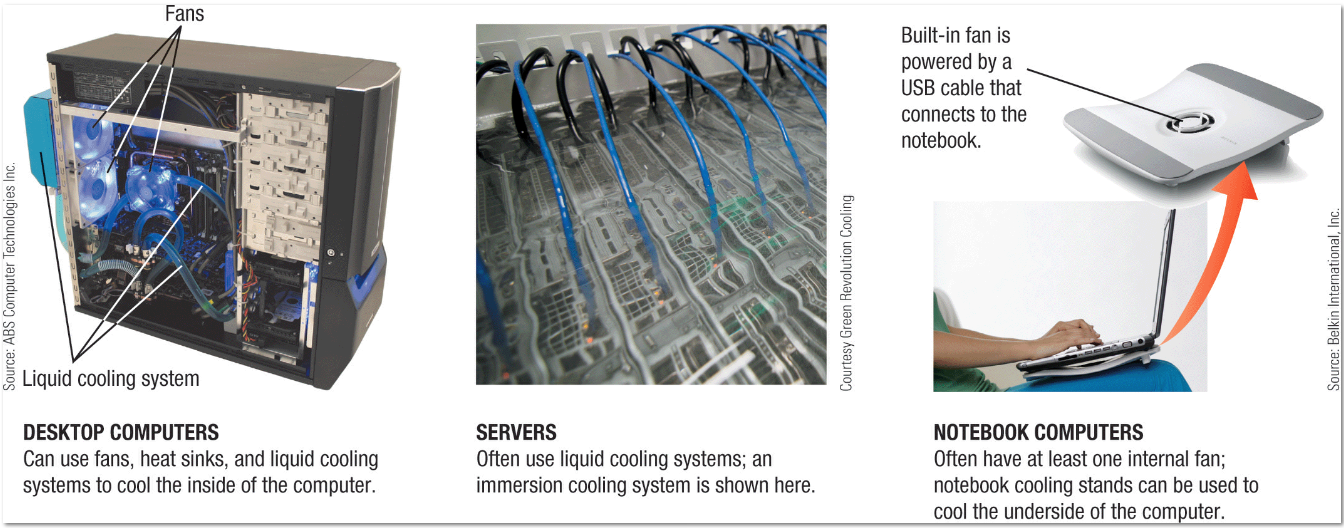 Fans
Liquid cooling system
Source: ABS Computer Technologies Inc.
DESKTOP COMPUTERS
Can use fans, heat sinks, and liquid cooling
systems to cool the inside of the computer.
Courtesy Green Revolution Cooling
SERVERS
Often use liquid cooling systems; an
immersion cooling system is shown here.
Built-in fan is
powered by a
USB cable that
connects to the
notebook.
Source: Belkin International, Inc.
NOTEBOOK COMPUTERS
Often have at least one internal fan;
notebook cooling stands can be used to
cool the underside of the computer.